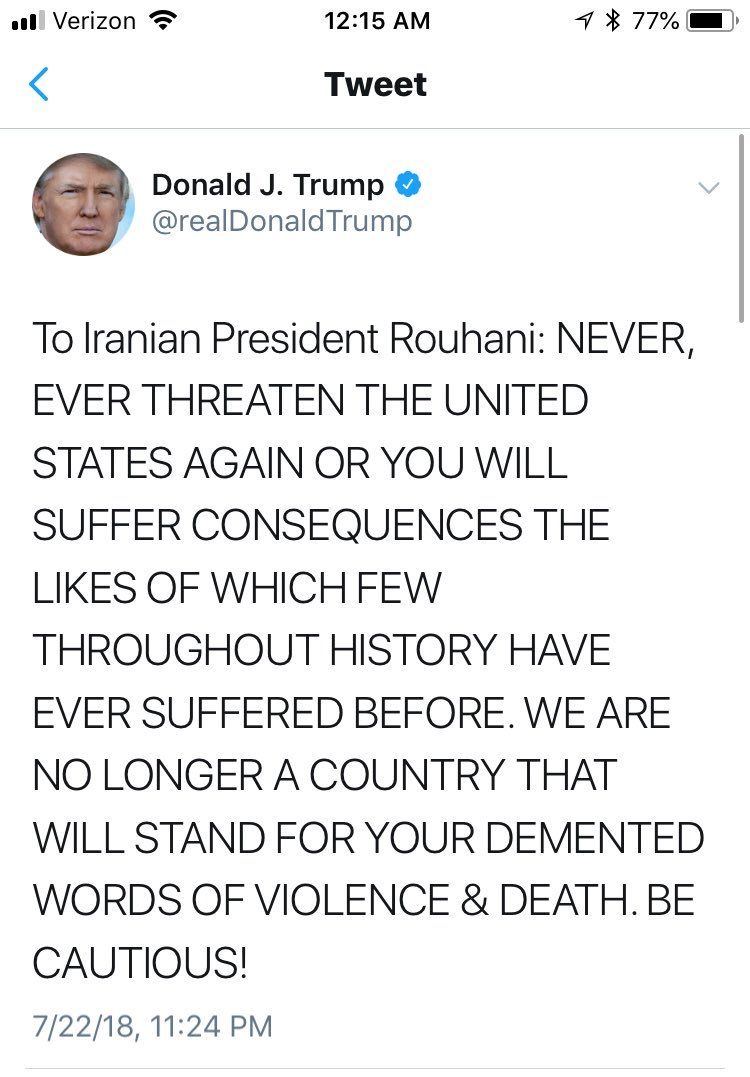 Verizon 12:15 AM 77%
Tweet
Donald J. Trump
@realDonaldTrump
To Iranian President Rouhani: NEVER,
EVER THREATEN THE UNITED
STATES AGAIN OR YOU WILL
SUFFER CONSEQUENCES THE
LIKES OF WHICH FEW
THROUGHOUT HISTORY HAVE
EVER SUFFERED BEFORE. WE ARE
NO LONGER A COUNTRY THAT
WILL STAND FOR YOUR DEMENTED
WORDS OF VIOLENCE & DEATH. BE
CAUTIOUS!
7/22/18, 11:24 PM